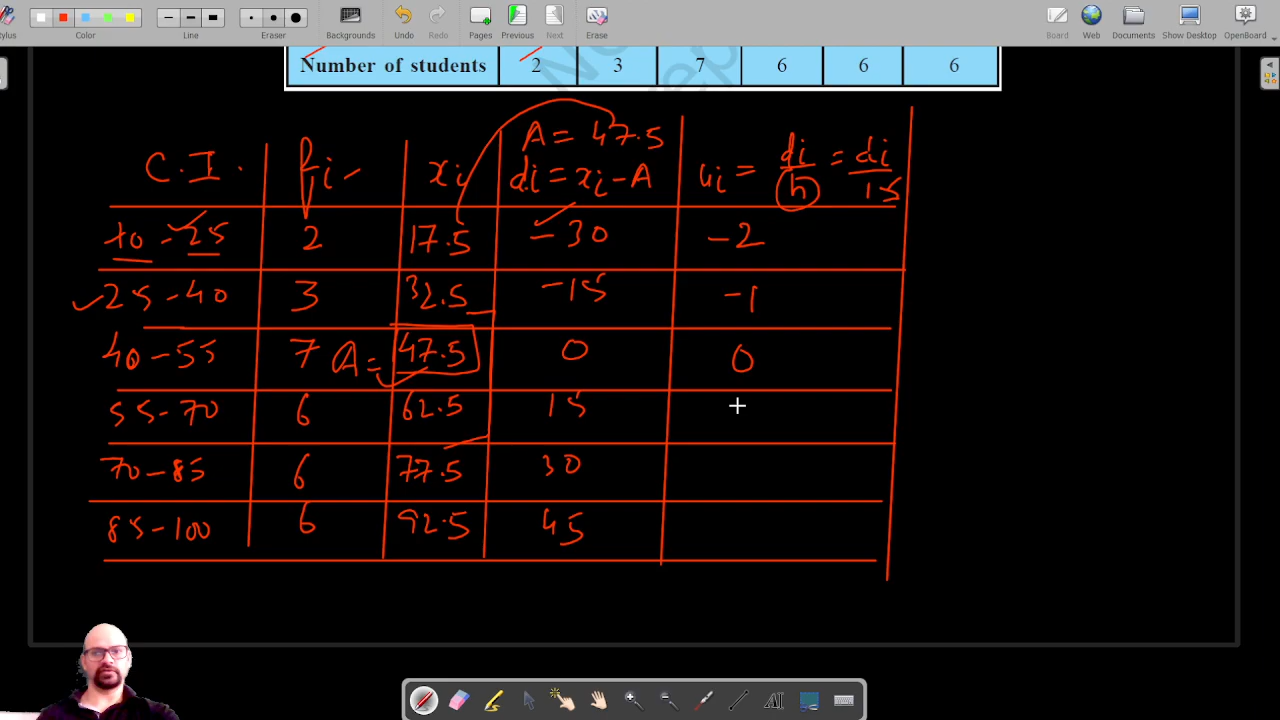 Stylus Color Line Eraser Backgrounds Undo Redo Pages Previous Next Erase Board Web Documents Show Desktop OpenBoard
Number of students 2 3 7 6 6 6
A = 47.5
C.I. fi xi di = xi - A ui = di/h = di/15
10 - 25 2 17.5 -30 -2
25 - 40 3 32.5 -15 -1
40 - 55 7 A = 47.5 0 0
55 - 70 6 62.5 15
70 - 85 6 77.5 30
85 - 100 6 92.5 45